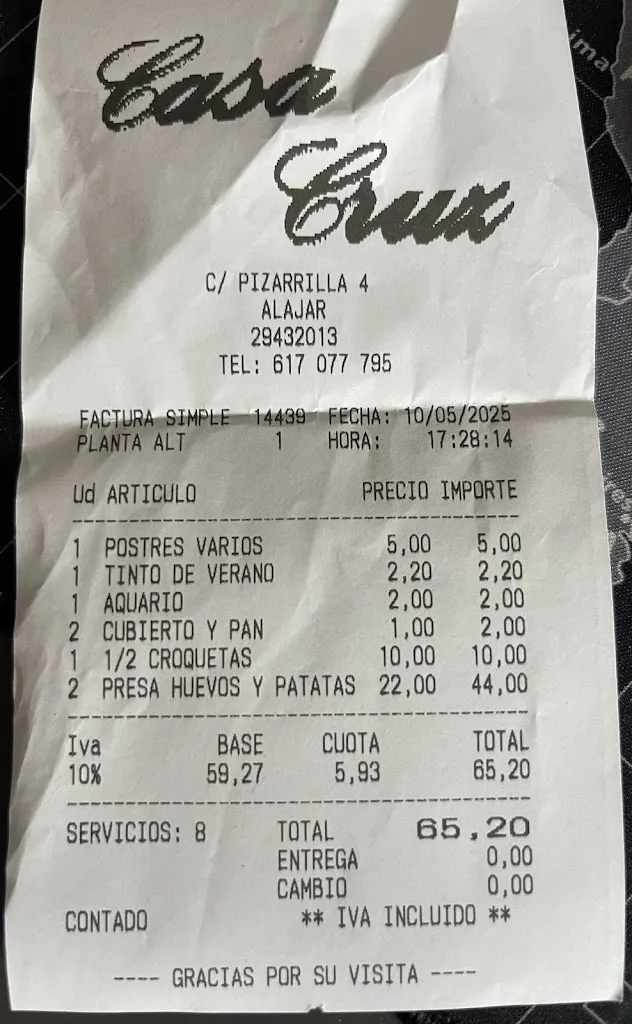 Casa
Cruz
C/ PIZARRILLA 4
ALAJAR
29432013
TEL: 617 077 795
FACTURA SIMPLE 14439 FECHA: 10/05/2025
PLANTA ALT 1 HORA: 17:28:14
Ud ARTICULO PRECIO IMPORTE
1 POSTRES VARIOS 5,00 5,00
1 TINTO DE VERANO 2,20 2,20
1 AQUARIO 2,00 2,00
2 CUBIERTO Y PAN 1,00 2,00
1 1/2 CROQUETAS 10,00 10,00
2 PRESA HUEVOS Y PATATAS 22,00 44,00
Iva BASE CUOTA TOTAL
10% 59,27 5,93 65,20
SERVICIOS: 8 TOTAL 65,20
ENTREGA 0,00
CAMBIO 0,00
CONTADO ** IVA INCLUIDO **
---- GRACIAS POR SU VISITA ----